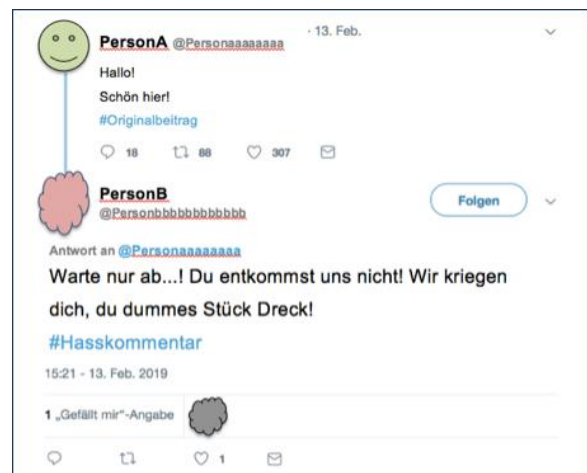 PersonA @Personaaaaaaaa · 13. Feb.
Hallo!
Schön hier!
#Originalbeitrag
18 88 307
PersonB
@Personbbbbbbbbbbbb
Folgen
Antwort an @Personaaaaaaaa
Warte nur ab...! Du entkommst uns nicht! Wir kriegen
dich, du dummes Stück Dreck!
#Hasskommentar
15:21 - 13. Feb. 2019
1 „Gefällt mir“-Angabe
1